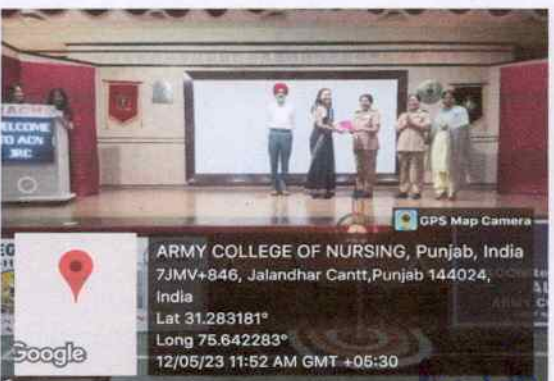 WELCOME
TO ACN
JRC
GPS Map Camera
ARMY COLLEGE OF NURSING, Punjab, India
7JMV+846, Jalandhar Cantt,Punjab 144024,
India
Lat 31.283181°
Long 75.642283°
12/05/23 11:52 AM GMT +05:30
Google